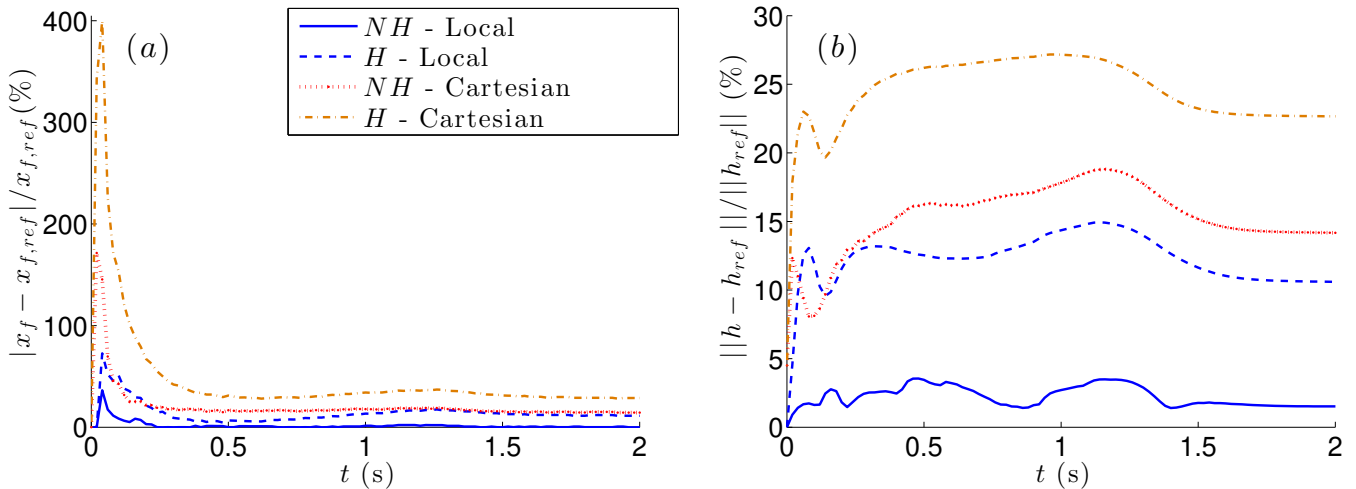 (a)
NH - Local
H - Local
NH - Cartesian
H - Cartesian
|x_f − x_{f,ref}|/x_{f,ref}(%)
400
300
200
100
0
0 0.5 1 1.5 2
t (s)
(b)
||h − h_{ref}||/||h_{ref}|| (%)
30
25
20
15
10
5
0
0 0.5 1 1.5 2
t (s)